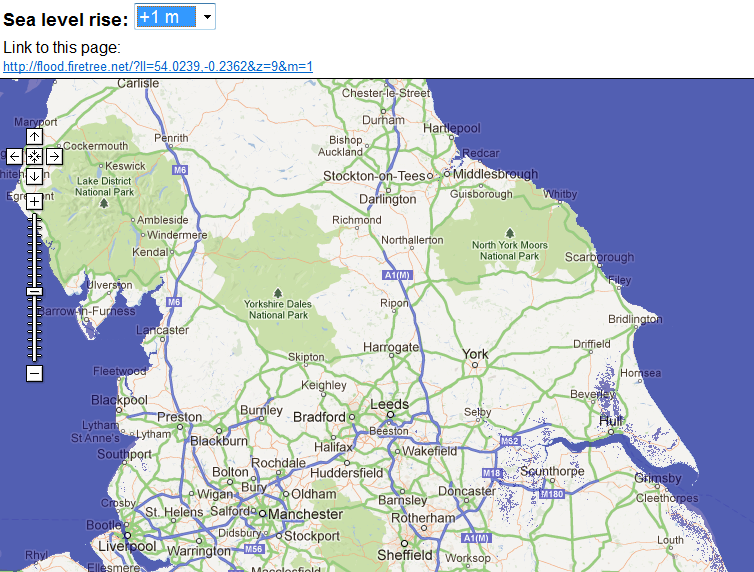 Sea level rise: +1 m
Link to this page:
http://flood.firetree.net/?ll=54.0239,-0.2362&z=9&m=1
Carlisle
Chester-le-Street
Durham
Maryport
Hartlepool
Cockermouth
Penrith
Bishop
Auckland
Redcar
Keswick
M6
Stockton-on-Tees
Middlesbrough
Lake District
National Park
Darlington
Guisborough
Whitby
Egremont
Ambleside
Richmond
Windermere
Northallerton
North York Moors
National Park
Kendal
Scarborough
A1(M)
Filey
Ulverson
M6
Yorkshire Dales
National Park
Ripon
Barrow-in-Furness
Bridlington
Lancaster
Harrogate
York
Driffield
Skipton
Fleetwood
Hornsea
Keighley
Beverley
Blackpool
Leeds
Burnley
Bradford
Selby
Hull
Preston
Lytham
St Anne's
Lytham
Beeston
Blackburn
Halifax
M62
Wakefield
Southport
Rochdale
Huddersfield
M18
Scunthorpe
Bolton
Grimsby
Bury
Wigan
Oldham
Barnsley
Doncaster
M180
Cleethorpes
Crosby
St. Helens
Salford
Manchester
Bootle
Rotherham
Didsbury
Stockport
A1(M)
Louth
Liverpool
Warrington
M56
Sheffield
Rhyl
Worksop
Ellesmere
Macclesfield